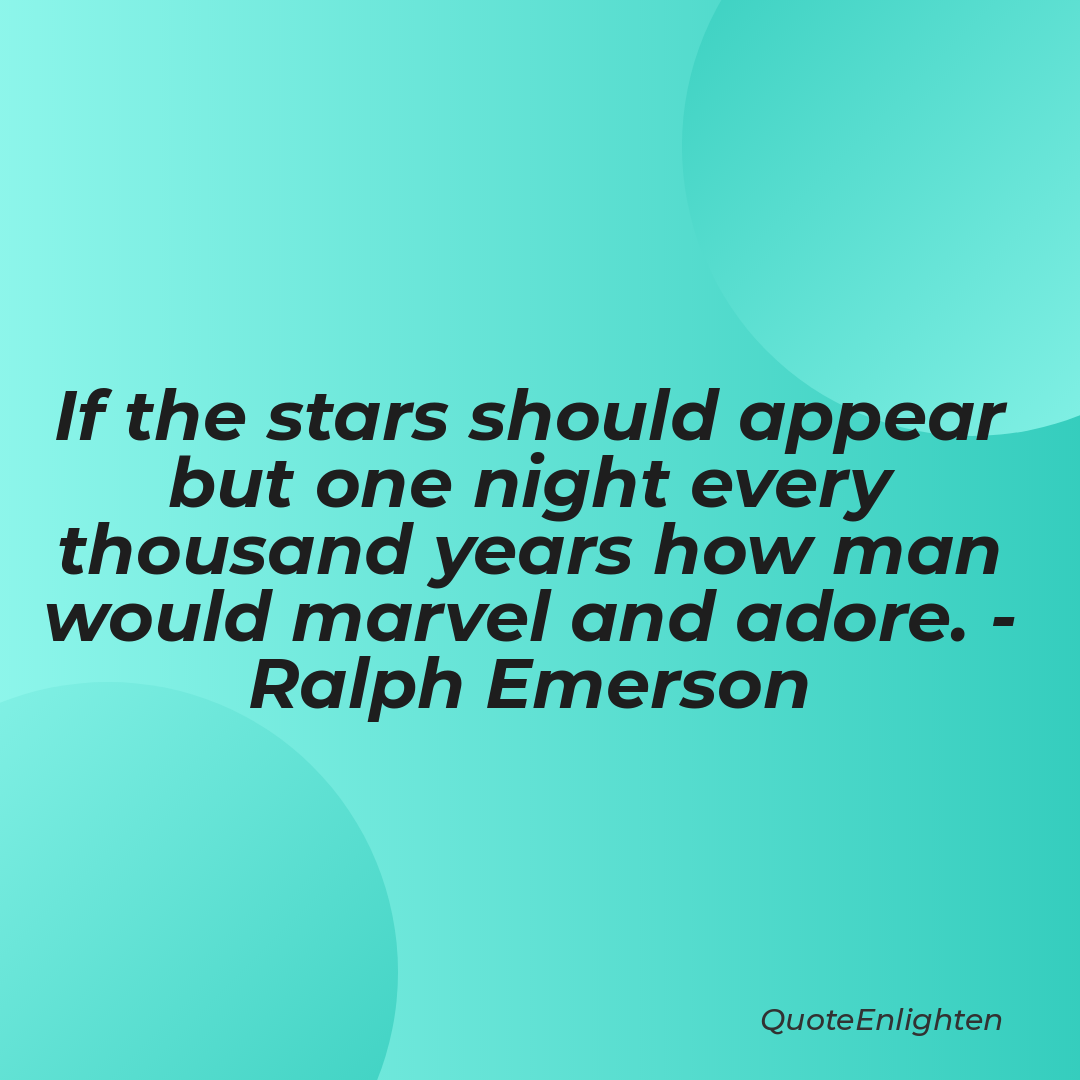 If the stars should appear
but one night every
thousand years how man
would marvel and adore. -
Ralph Emerson
QuoteEnlighten